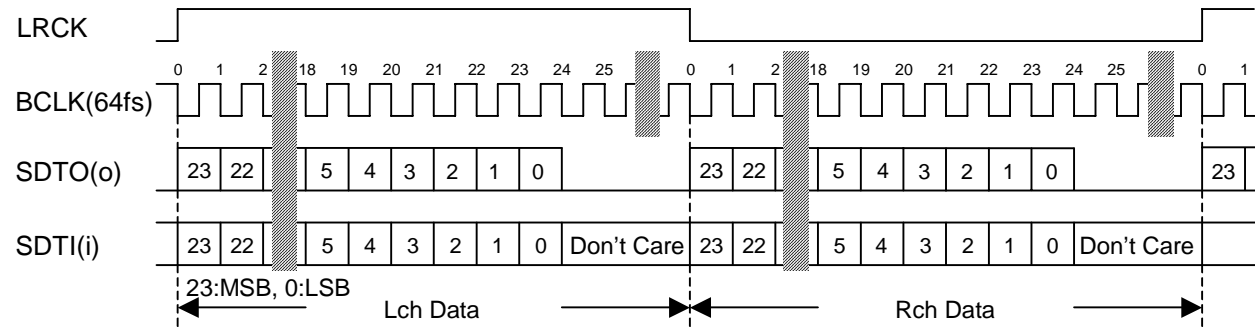 LRCK
0 1 2 18 19 20 21 22 23 24 25 0 1 2 18 19 20 21 22 23 24 25 0 1
BCLK(64fs)
SDTO(o) 23 22 5 4 3 2 1 0 23 22 5 4 3 2 1 0 23
SDTI(i) 23 22 5 4 3 2 1 0 Don't Care 23 22 5 4 3 2 1 0 Don't Care
23:MSB, 0:LSB
Lch Data Rch Data